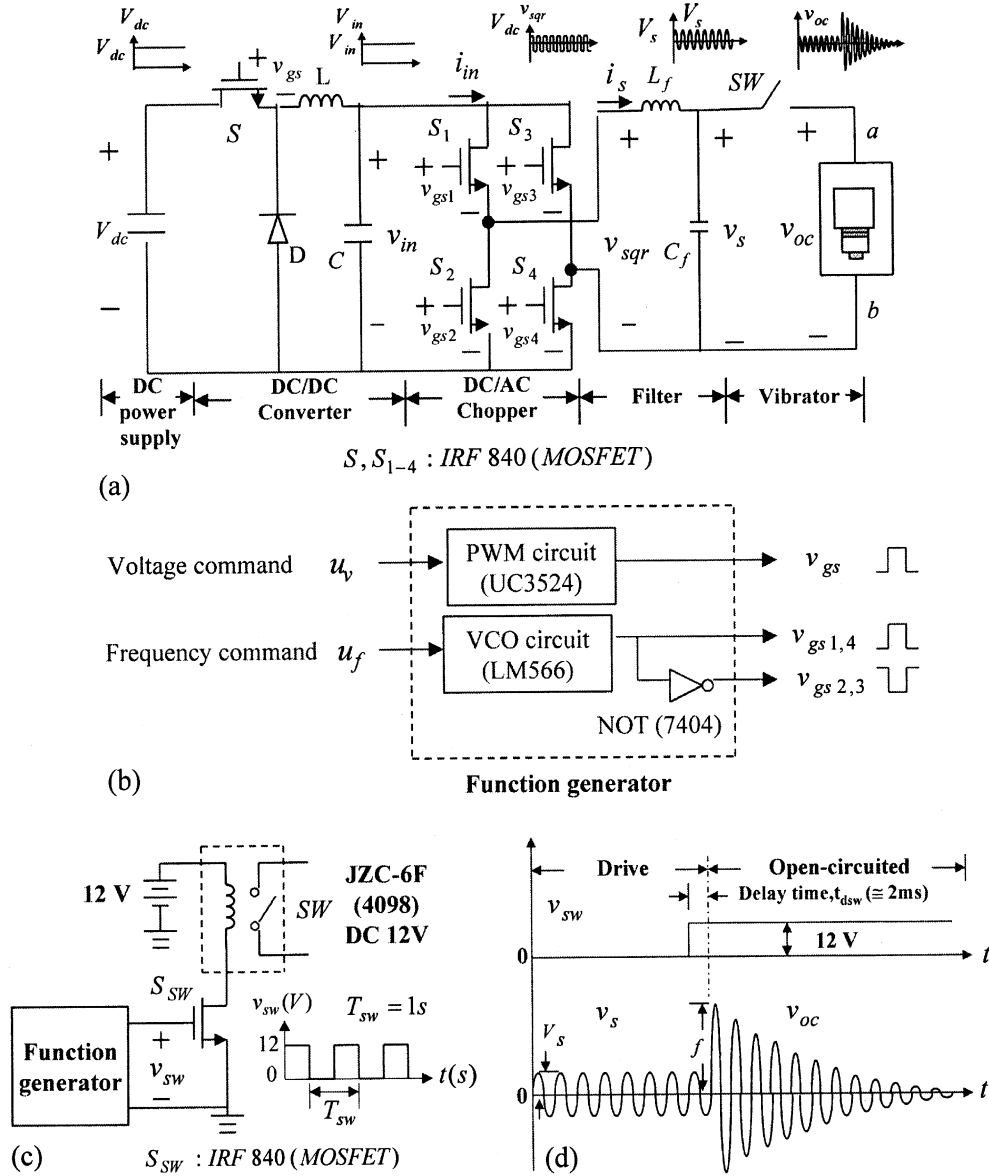 V_dc
V_dc
V_in
V_in
v_sqr
V_dc
V_s
V_s
v_oc
+
v_gs
−
L
i_in
i_s
L_f
SW
S
S_1
S_3
+
V_dc
−
D
C
+
v_in
−
+
v_gs1
−
+
v_gs3
−
S_2
S_4
+
v_gs2
−
+
v_gs4
−
+
v_sqr
−
C_f
+
v_s
−
+
v_oc
−
a
b
DC power supply
DC/DC Converter
DC/AC Chopper
Filter
Vibrator
S, S_1−4 : IRF 840 (MOSFET)
(a)
Voltage command u_v
PWM circuit
(UC3524)
v_gs
Frequency command u_f
VCO circuit
(LM566)
v_gs1,4
v_gs2,3
NOT (7404)
Function generator
(b)
12 V
SW
JZC-6F
(4098)
DC 12V
S_SW
Function
generator
+
v_sw
−
v_sw(V)
T_sw = 1s
12
0
t(s)
T_sw
(c)
S_SW : IRF 840 (MOSFET)
Drive
Open-circuited
Delay time,t_dsw (≅ 2ms)
v_sw
12 V
0
t
V_s
v_s
f
v_oc
0
t
(d)